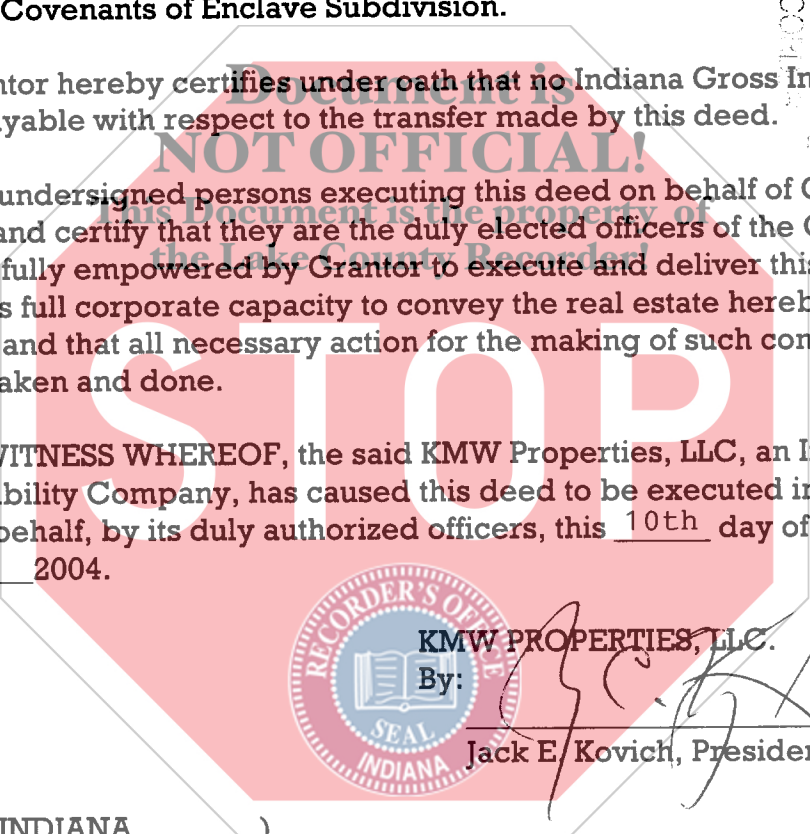 Covenants of Enclave Subdivision.
ntor hereby certifies under oath that no Indiana Gross In
yable with respect to the transfer made by this deed.
Document is
NOT OFFICIAL!
This Document is the property of
the Lake County Recorder!
undersigned persons executing this deed on behalf of G
and certify that they are the duly elected officers of the G
fully empowered by Grantor to execute and deliver this
s full corporate capacity to convey the real estate hereb
and that all necessary action for the making of such con
aken and done.
STOP
VITNESS WHEREOF, the said KMW Properties, LLC, an I
bility Company, has caused this deed to be executed in
behalf, by its duly authorized officers, this 10th day of
2004.
RECORDER'S OFFICE
SEAL
INDIANA
KMW PROPERTIES, LLC.
By:
Jack E. Kovich, Presiden
INDIANA )